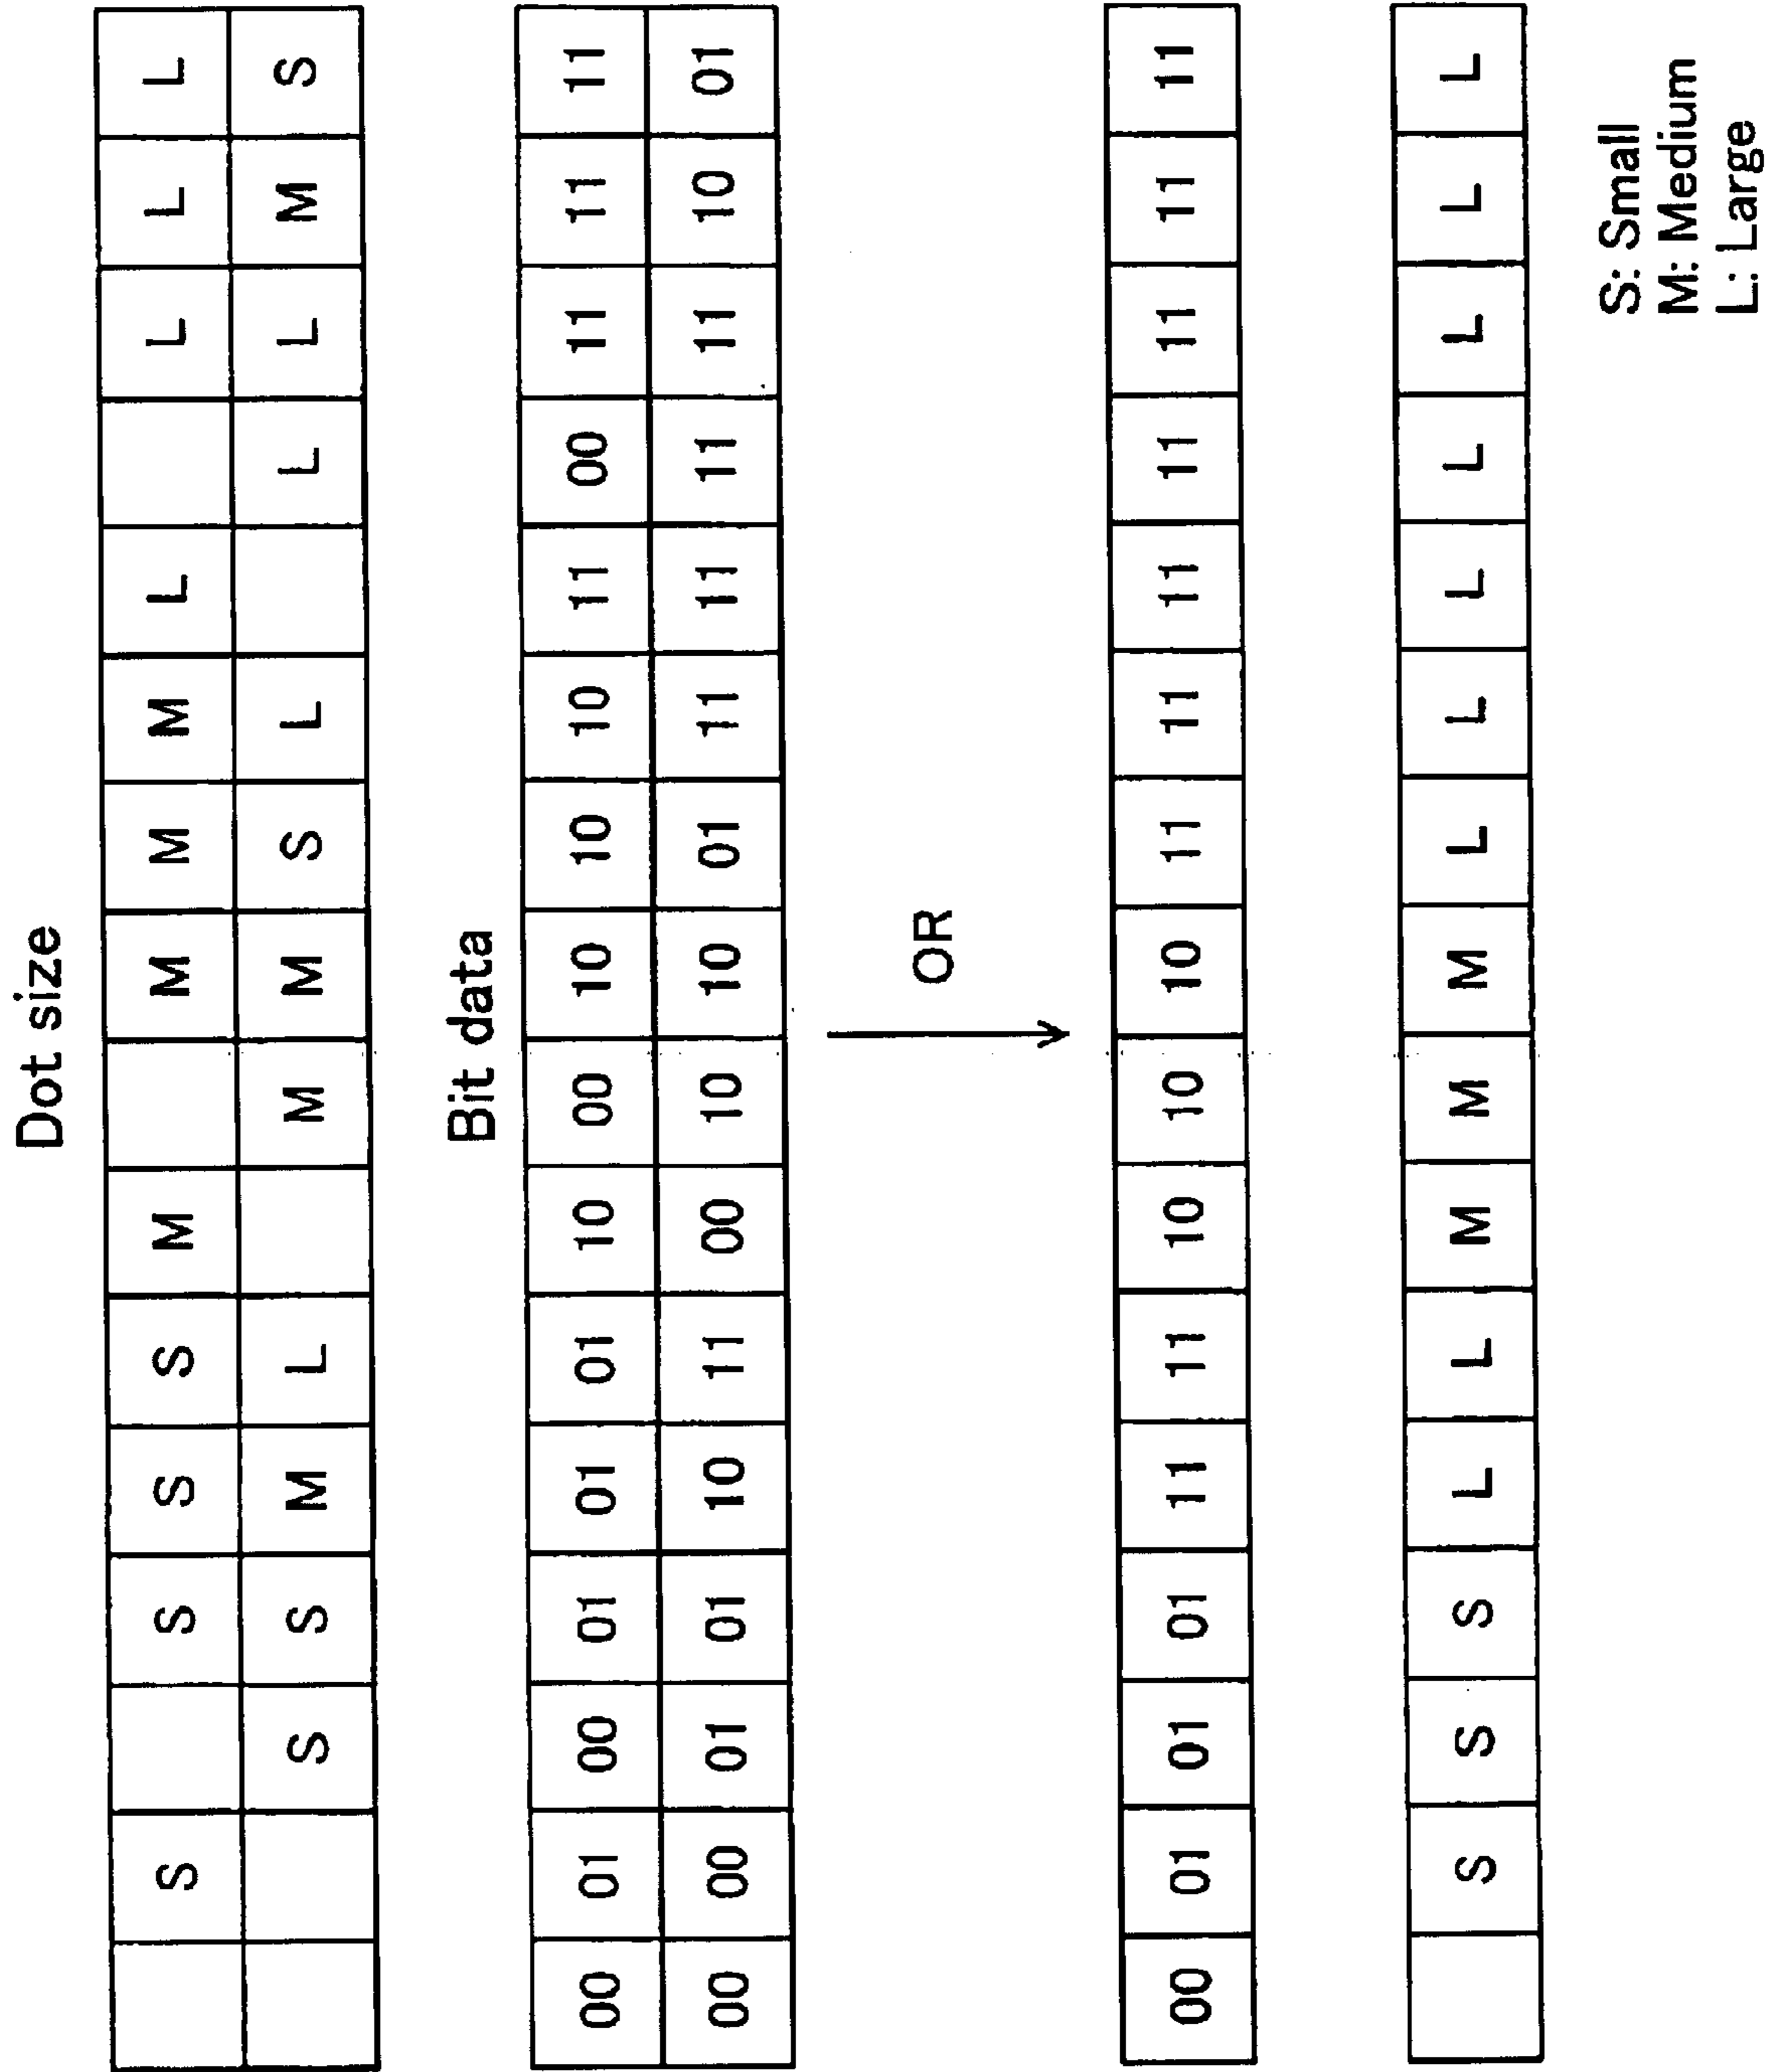 Dot size
S S S S M M M M L L L L
S S M L M M S L L L M S
Bit data
00 01 00 01 01 01 10 00 10 10 10 11 00 11 11 11
00 00 01 01 10 11 00 10 10 01 11 11 11 11 10 01
OR
00 01 01 01 11 11 10 10 10 11 11 11 11 11 11 11
S S S L L M M M L L L L L L L
S: Small
M: Medium
L: Large